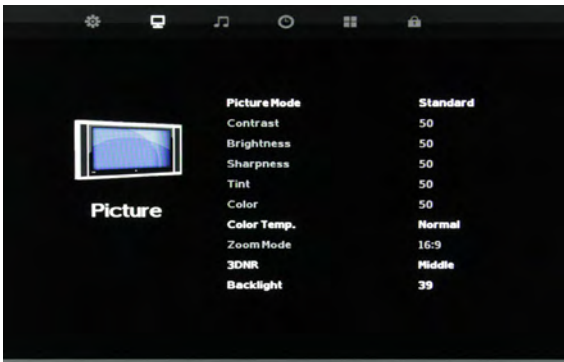 Picture Mode Standard
Contrast 50
Brightness 50
Sharpness 50
Tint 50
Color 50
Color Temp. Normal
Zoom Mode 16:9
3DNR Middle
Backlight 39
Picture